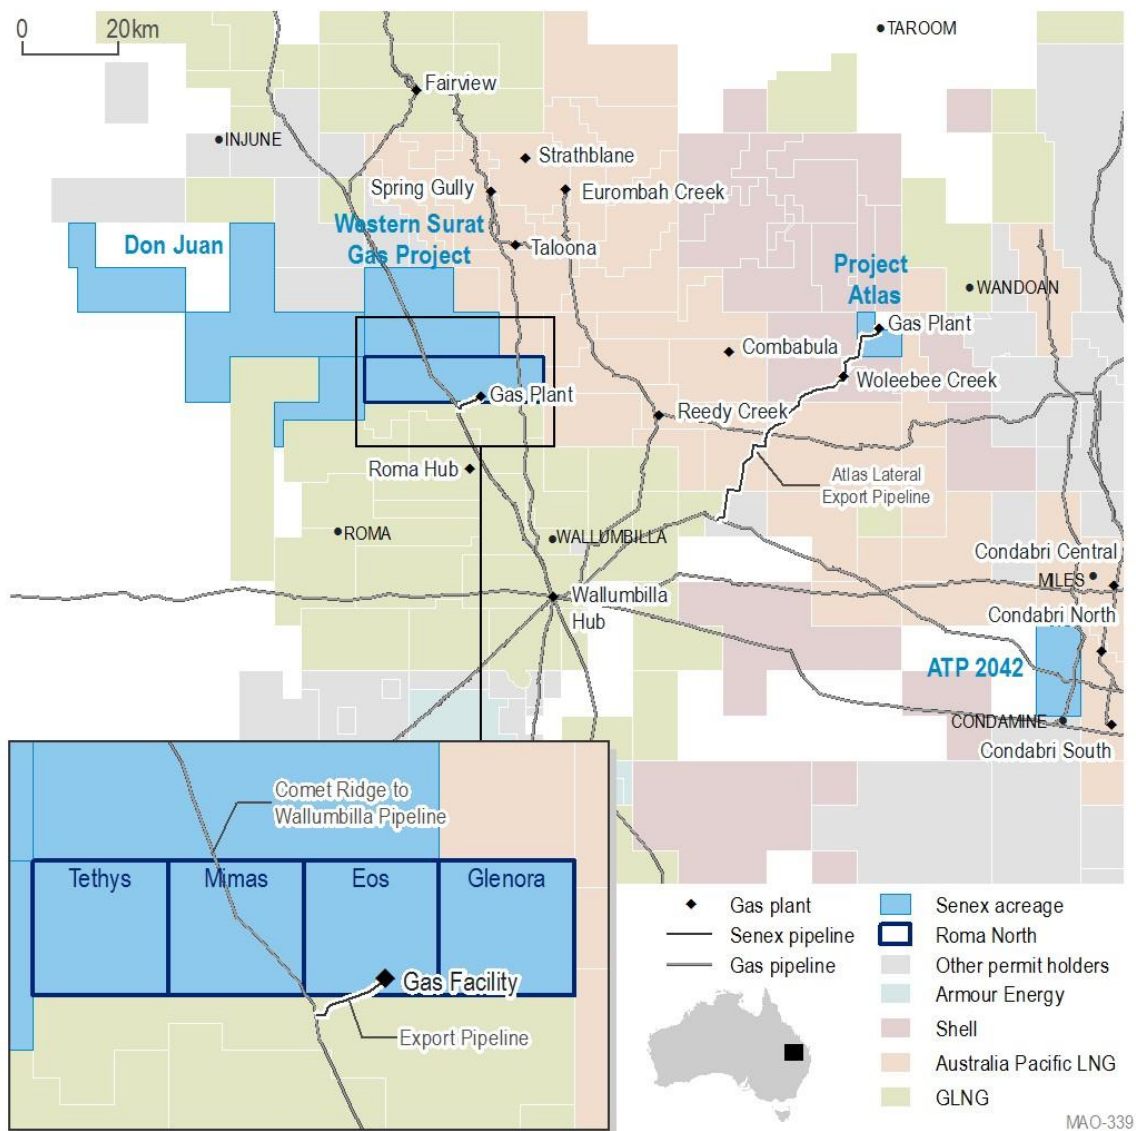 0
20km
TAROOM
Fairview
INJUNE
Strathblane
Spring Gully
Eurombah Creek
Western Surat
Gas Project
Don Juan
Taloona
Project
Atlas
WANDOAN
Gas Plant
Combabula
Woleebee Creek
Gas Plant
Reedy Creek
Roma Hub
Atlas Lateral
Export Pipeline
ROMA
WALLUMBILLA
Condabri Central
MILES
Wallumbilla
Hub
Condabri North
ATP 2042
CONDAMINE
Condabri South
Comet Ridge to
Wallumbilla Pipeline
Tethys
Mimas
Eos
Glenora
Gas Facility
Export Pipeline
Gas plant
Senex pipeline
Gas pipeline
Senex acreage
Roma North
Other permit holders
Armour Energy
Shell
Australia Pacific LNG
GLNG
MAO-339